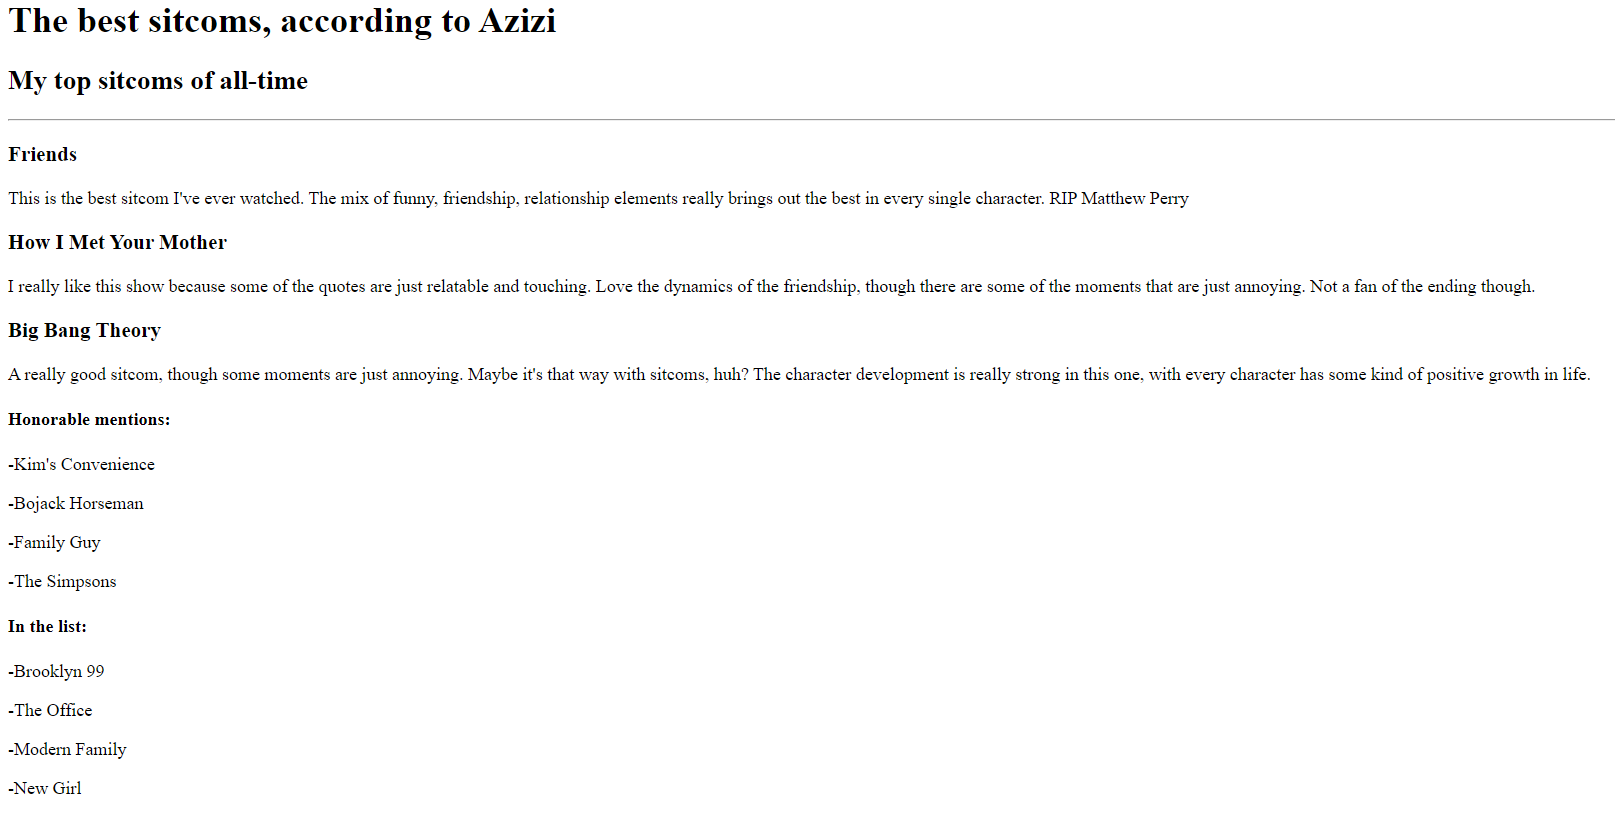 The best sitcoms, according to Azizi
My top sitcoms of all-time
Friends
This is the best sitcom I've ever watched. The mix of funny, friendship, relationship elements really brings out the best in every single character. RIP Matthew Perry
How I Met Your Mother
I really like this show because some of the quotes are just relatable and touching. Love the dynamics of the friendship, though there are some of the moments that are just annoying. Not a fan of the ending though.
Big Bang Theory
A really good sitcom, though some moments are just annoying. Maybe it's that way with sitcoms, huh? The character development is really strong in this one, with every character has some kind of positive growth in life.
Honorable mentions:
-Kim's Convenience
-Bojack Horseman
-Family Guy
-The Simpsons
In the list:
-Brooklyn 99
-The Office
-Modern Family
-New Girl